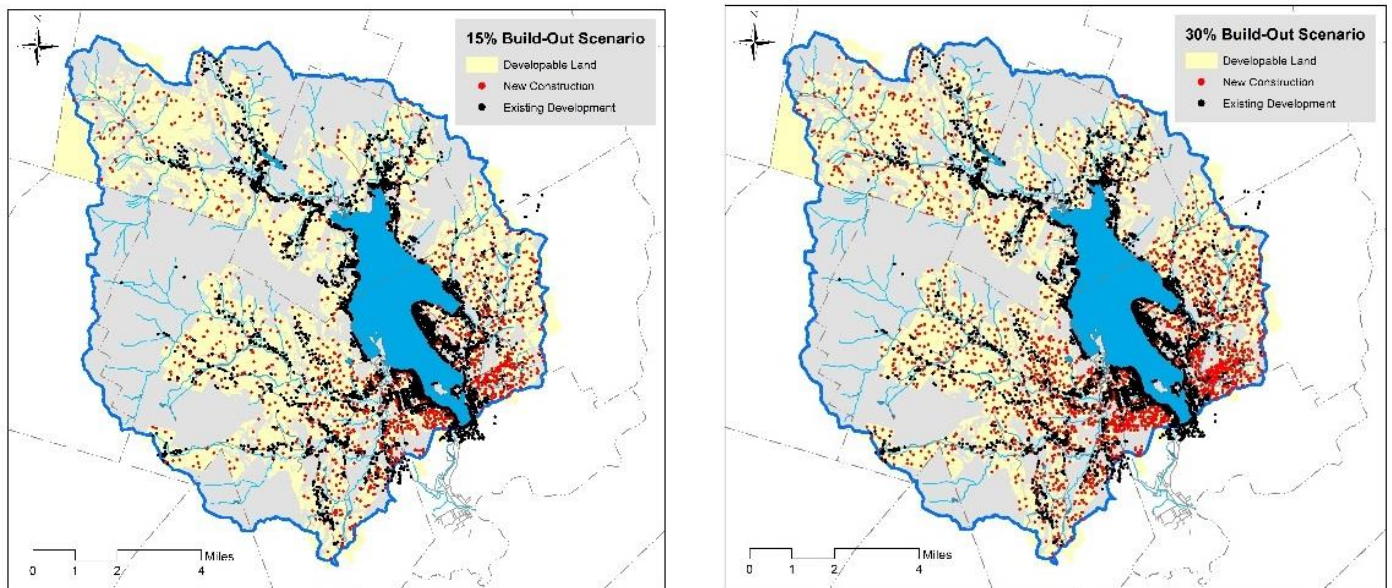 15% Build-Out Scenario
Developable Land
New Construction
Existing Development
0 1 2 4 Miles
30% Build-Out Scenario
Developable Land
New Construction
Existing Development
0 1 2 4 Miles